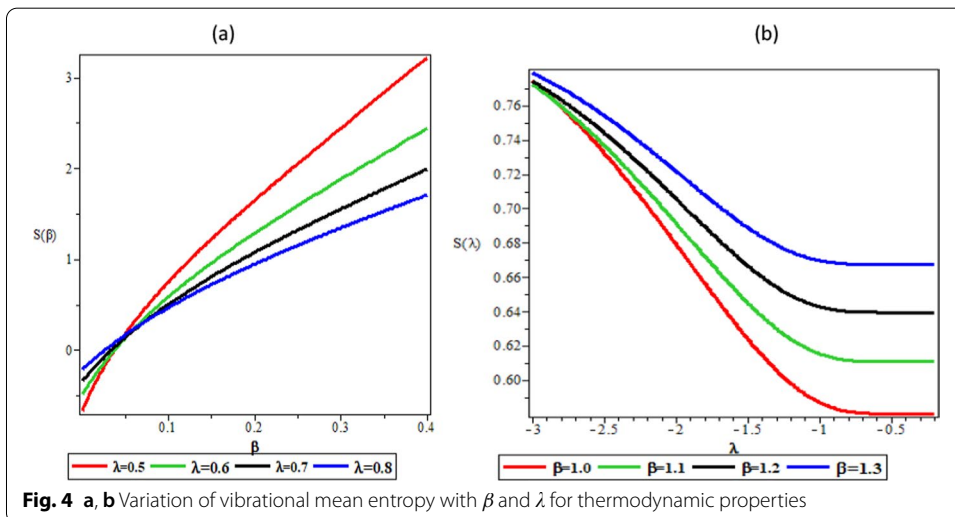 (a)
3
2
1
0
S(β)
0.1 0.2 0.3 0.4
β
λ=0.5 λ=0.6 λ=0.7 λ=0.8
(b)
0.76
0.74
0.72
0.70
0.68
0.66
0.64
0.62
0.60
S(λ)
-3 -2.5 -2 -1.5 -1 -0.5
λ
β=1.0 β=1.1 β=1.2 β=1.3
Fig. 4 a, b Variation of vibrational mean entropy with β and λ for thermodynamic properties